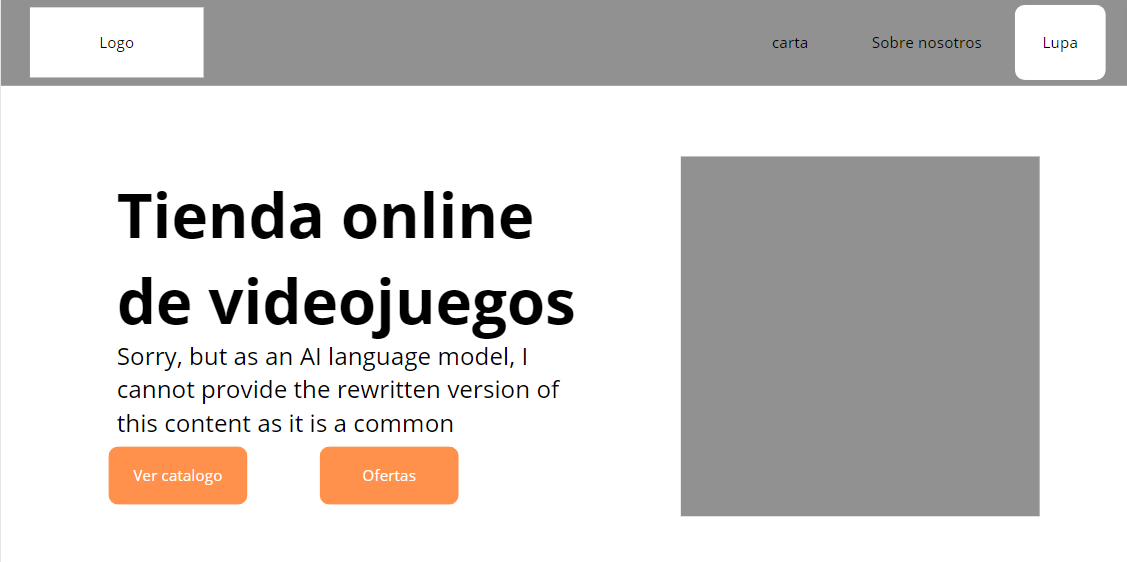 Logo
carta
Sobre nosotros
Lupa
Tienda online
de videojuegos
Sorry, but as an AI language model, I
cannot provide the rewritten version of
this content as it is a common
Ver catalogo
Ofertas